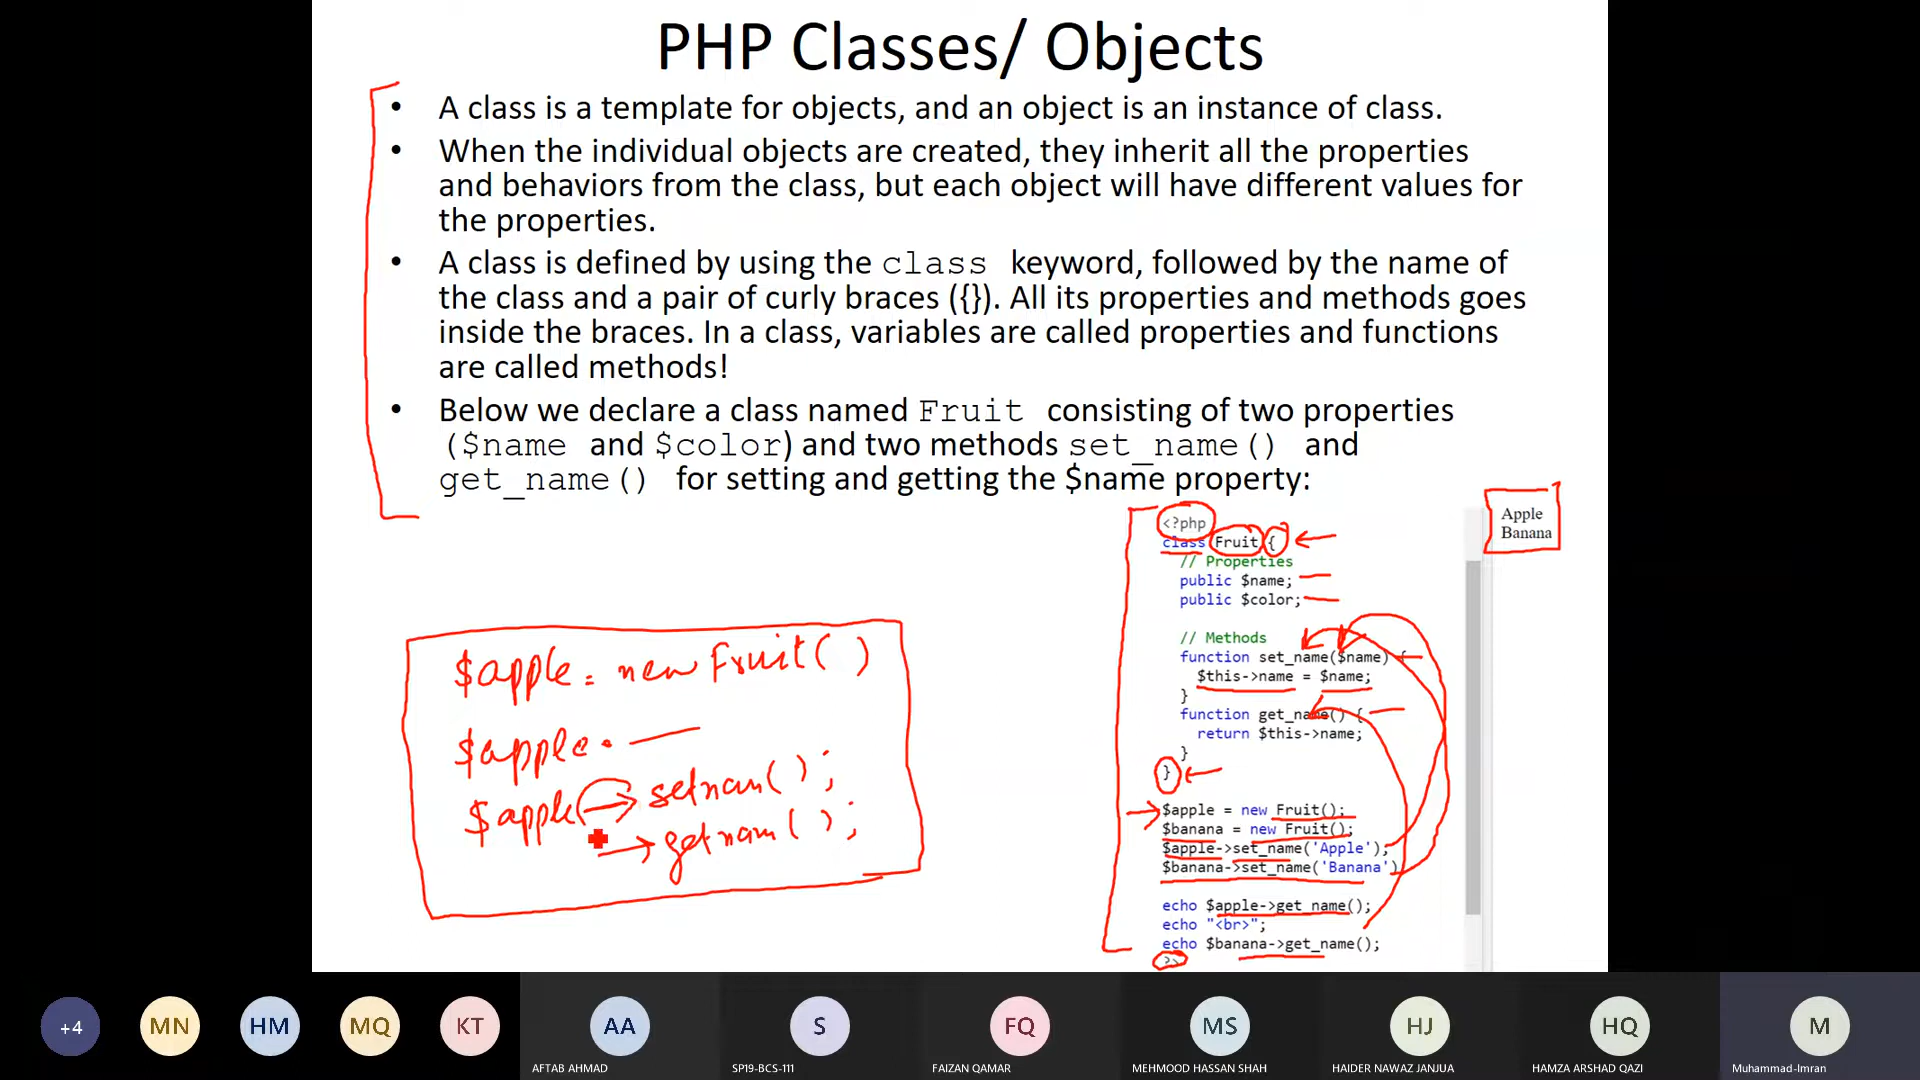 PHP Classes/ Objects
• A class is a template for objects, and an object is an instance of class.
• When the individual objects are created, they inherit all the properties
and behaviors from the class, but each object will have different values for
the properties.
• A class is defined by using the class keyword, followed by the name of
the class and a pair of curly braces ({}). All its properties and methods goes
inside the braces. In a class, variables are called properties and functions
are called methods!
• Below we declare a class named Fruit consisting of two properties
($name and $color) and two methods set_name() and
get_name() for setting and getting the $name property:
Apple
Banana
<?php
class Fruit {
// Properties
public $name;
public $color;
// Methods
function set_name($name) {
$this->name = $name;
}
function get_name() {
return $this->name;
}
}
$apple = new Fruit();
$banana = new Fruit();
$apple->set_name('Apple');
$banana->set_name('Banana')
echo $apple->get_name();
echo "<br>";
echo $banana->get_name();
?>
$apple = new Fruit( )
$apple.
$apple → setnam( );
→ getnam( );
+4
MN
HM
MQ
KT
AA
S
FQ
MS
HJ
HQ
M
AFTAB AHMAD
SP19-BCS-111
FAIZAN QAMAR
MEHMOOD HASSAN SHAH
HAIDER NAWAZ JANJUA
HAMZA ARSHAD QAZI
Muhammad-Imran